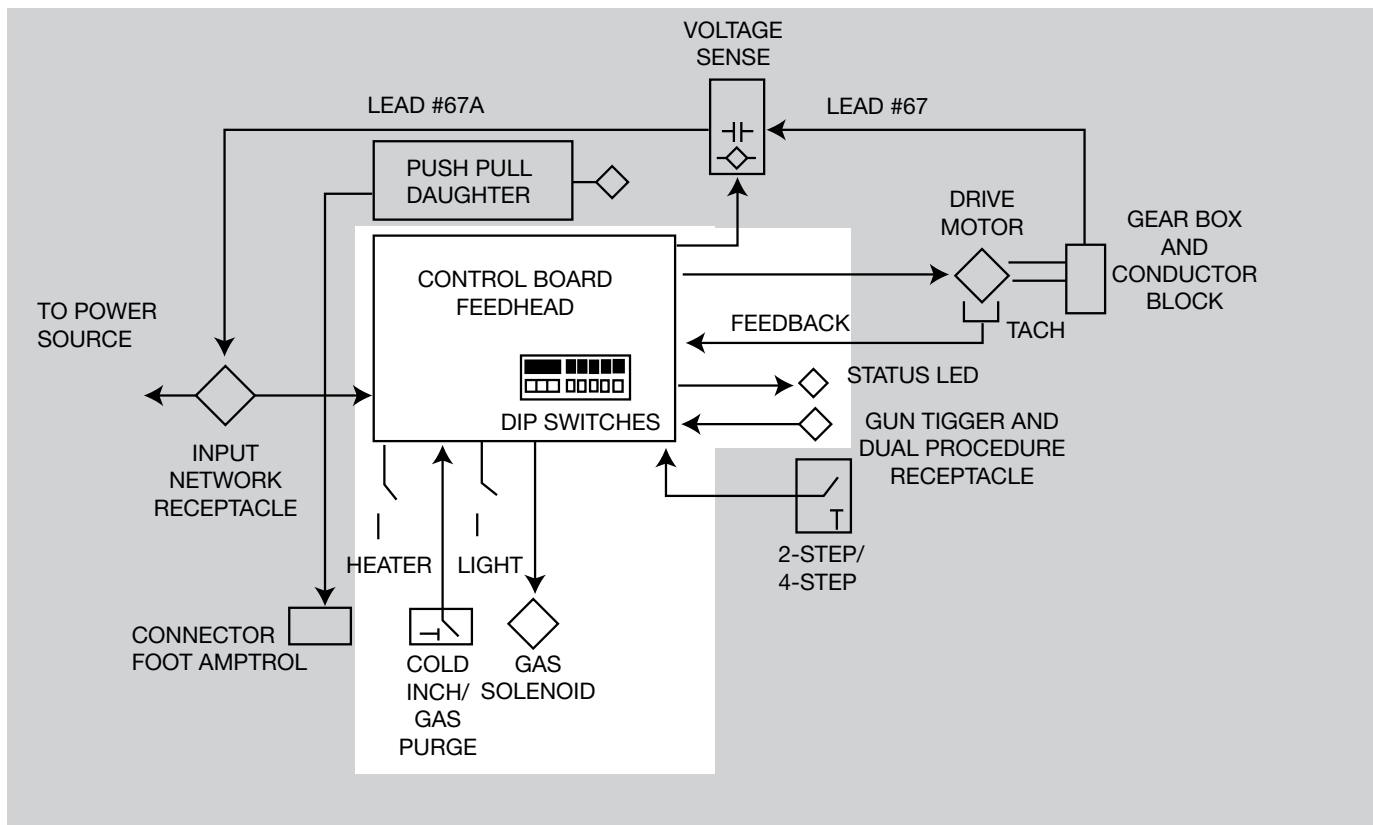 VOLTAGE
SENSE
LEAD #67A
LEAD #67
PUSH PULL
DAUGHTER
DRIVE
MOTOR
GEAR BOX
AND
CONDUCTOR
BLOCK
CONTROL BOARD
FEEDHEAD
TO POWER
SOURCE
FEEDBACK
TACH
STATUS LED
DIP SWITCHES
GUN TIGGER AND
DUAL PROCEDURE
RECEPTACLE
INPUT
NETWORK
RECEPTACLE
HEATER
LIGHT
2-STEP/
4-STEP
CONNECTOR
FOOT AMPTROL
COLD
INCH/
GAS
PURGE
GAS
SOLENOID